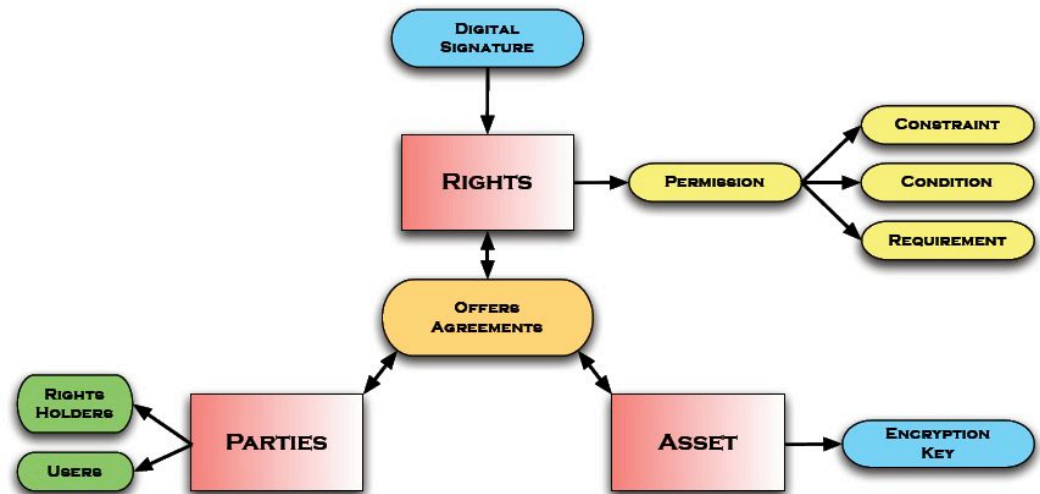 DIGITAL
SIGNATURE
RIGHTS
PERMISSION
CONSTRAINT
CONDITION
REQUIREMENT
OFFERS
AGREEMENTS
RIGHTS
HOLDERS
USERS
PARTIES
ASSET
ENCRYPTION
KEY